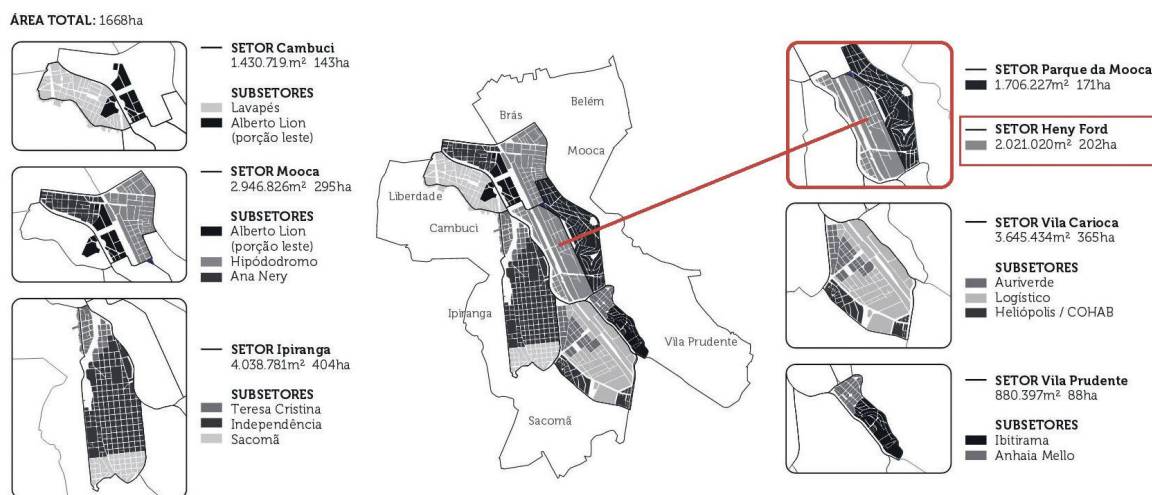 ÁREA TOTAL: 1668ha
SETOR Cambuci
1.430.719.m² 143ha
SUBSETORES
Lavapés
Alberto Lion
(porção leste)
SETOR Mooca
2.946.826m² 295ha
SUBSETORES
Alberto Lion
(porção leste)
Hipódodromo
Ana Nery
SETOR Ipiranga
4.038.781m² 404ha
SUBSETORES
Teresa Cristina
Independência
Sacomã
Brás
Belém
Mooca
Liberdade
Cambuci
Ipiranga
Vila Prudente
Sacomã
SETOR Parque da Mooca
1.706.227m² 171ha
SETOR Heny Ford
2.021.020m² 202ha
SETOR Vila Carioca
3.645.434m² 365ha
SUBSETORES
Auriverde
Logístico
Heliópolis / COHAB
SETOR Vila Prudente
880.397m² 88ha
SUBSETORES
Ibitirama
Anhaia Mello